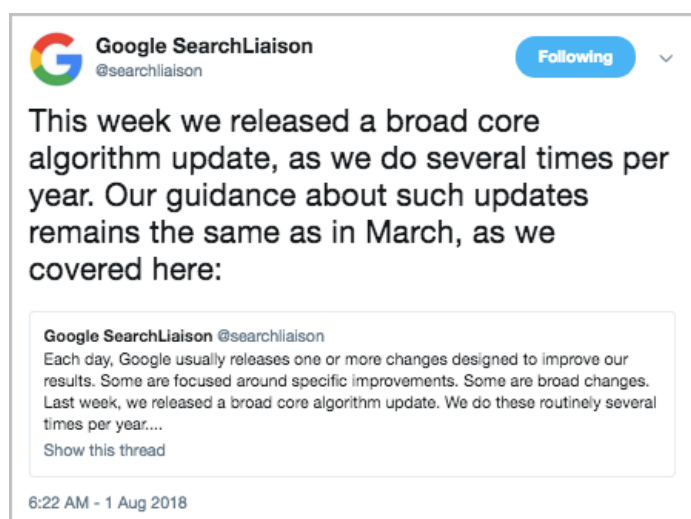 Google SearchLiaison
@searchliaison
Following
This week we released a broad core
algorithm update, as we do several times per
year. Our guidance about such updates
remains the same as in March, as we
covered here:
Google SearchLiaison @searchliaison
Each day, Google usually releases one or more changes designed to improve our
results. Some are focused around specific improvements. Some are broad changes.
Last week, we released a broad core algorithm update. We do these routinely several
times per year....
Show this thread
6:22 AM - 1 Aug 2018